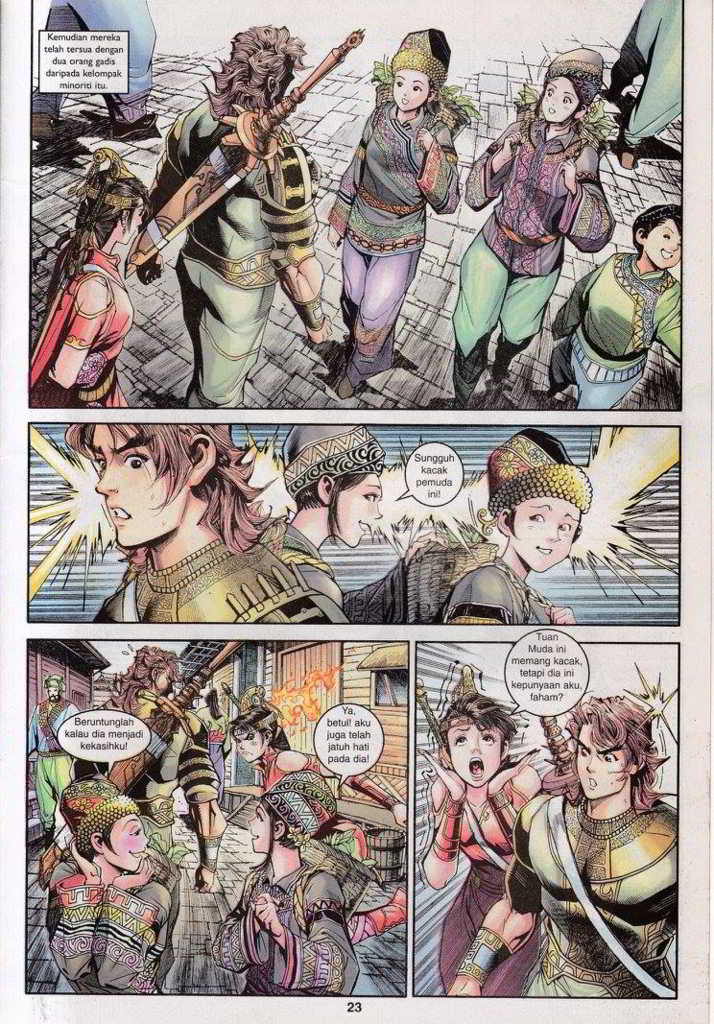 Kemudian mereka
telah tersua dengan
dua orang gadis
daripada kelompak
minoriti itu.
Sungguh
kacak
pemuda
ini!
Beruntunglah
kalau dia menjadi
kekasihku!
Ya,
betul! aku
juga telah
jatuh hati
pada dia!
Tuan
Muda ini
memang kacak,
tetapi dia ini
kepunyaan aku,
faham?
23